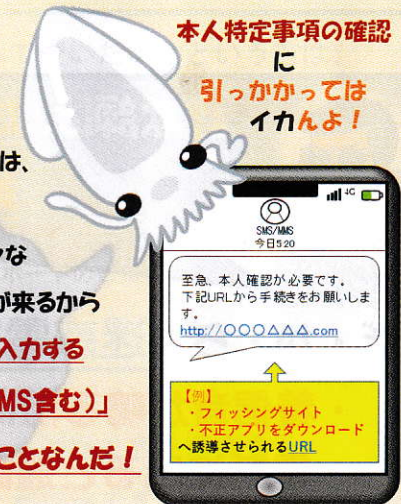 本人特定事項の確認
に
引っかかっては
イカんよ！
は、
な
が来るから
入力する
MS含む）」
ことなんだ！
4G
SMS/MMS
今日520
至急、本人確認が必要です。
下記URLから手続きをお願いしま
す。
http://〇〇〇△△△.com
【例】
・フィッシングサイト
・不正アプリをダウンロード
へ誘導させられるURL